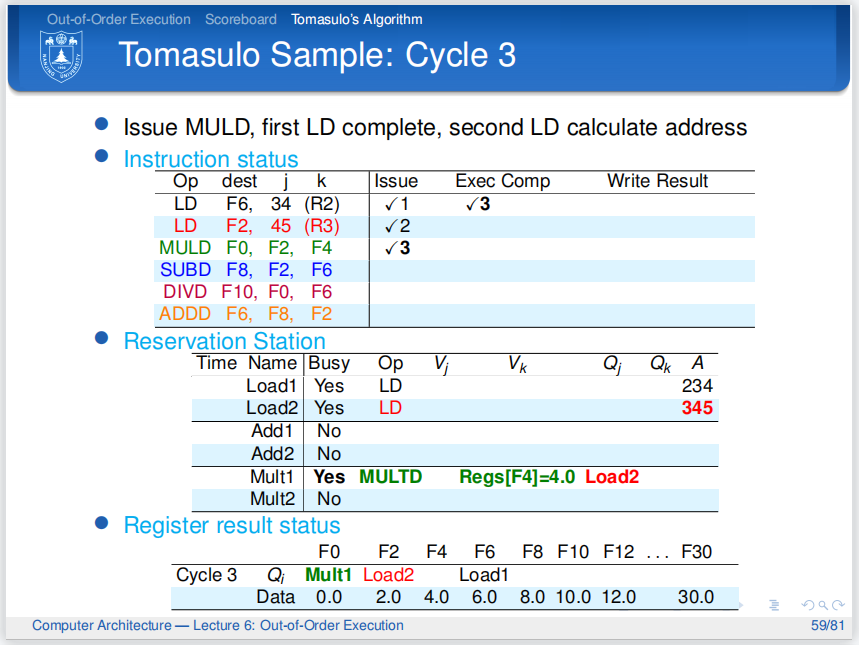 Out-of-Order Execution Scoreboard Tomasulo's Algorithm
Tomasulo Sample: Cycle 3
Issue MULD, first LD complete, second LD calculate address
Instruction status
Op dest j k Issue Exec Comp Write Result
LD F6, 34 (R2) ✓1 ✓3
LD F2, 45 (R3) ✓2
MULD F0, F2, F4 ✓3
SUBD F8, F2, F6
DIVD F10, F0, F6
ADDD F6, F8, F2
Reservation Station
Time Name Busy Op Vj Vk Qj Qk A
Load1 Yes LD 234
Load2 Yes LD 345
Add1 No
Add2 No
Mult1 Yes MULTD Regs[F4]=4.0 Load2
Mult2 No
Register result status
F0 F2 F4 F6 F8 F10 F12 ... F30
Cycle 3 Qi Mult1 Load2 Load1
Data 0.0 2.0 4.0 6.0 8.0 10.0 12.0 30.0
Computer Architecture — Lecture 6: Out-of-Order Execution 59/81